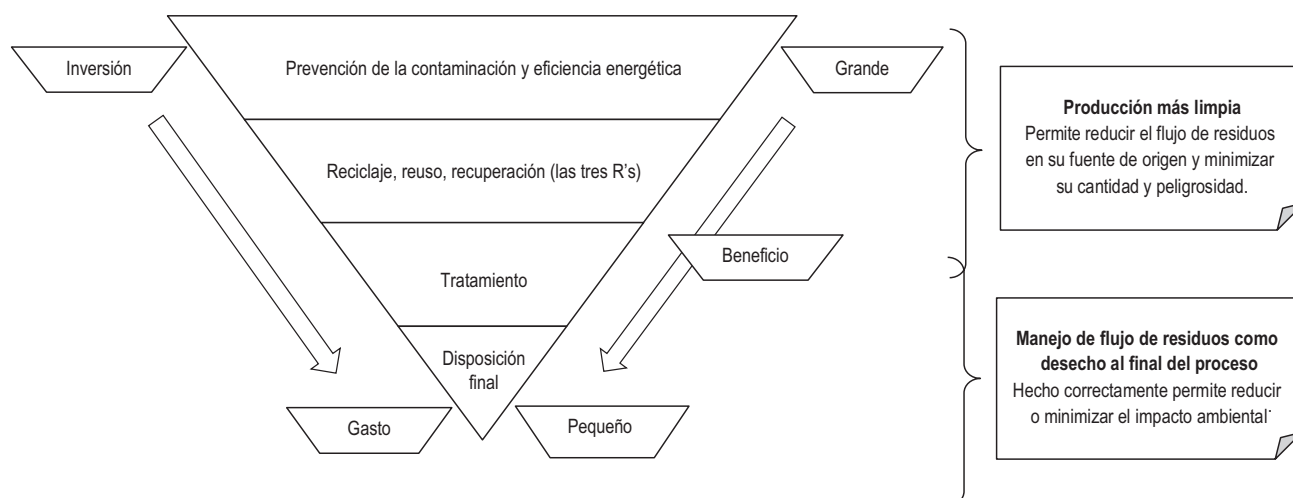 Inversión
Prevención de la contaminación y eficiencia energética
Grande
Reciclaje, reuso, recuperación (las tres R's)
Beneficio
Tratamiento
Disposición
final
Gasto
Pequeño
Producción más limpia
Permite reducir el flujo de residuos
en su fuente de origen y minimizar
su cantidad y peligrosidad.
Manejo de flujo de residuos como
desecho al final del proceso
Hecho correctamente permite reducir
o minimizar el impacto ambiental.